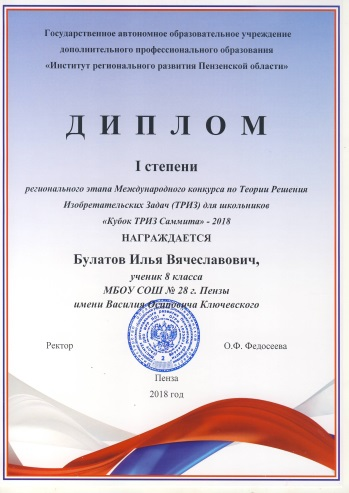 Государственное автономное образовательное учреждение
дополнительного профессионального образования
«Институт регионального развития Пензенской области»
ДИПЛОМ
I степени
регионального этапа Международного конкурса по Теории Решения
Изобретательских Задач (ТРИЗ) для школьников
«Кубок ТРИЗ Саммита» - 2018
НАГРАЖДАЕТСЯ
Булатов Илья Вячеславович,
ученик 8 класса
МБОУ СОШ № 28 г. Пензы
имени Василия Осиповича Ключевского
Ректор
О.Ф. Федосеева
Пенза
2018 год